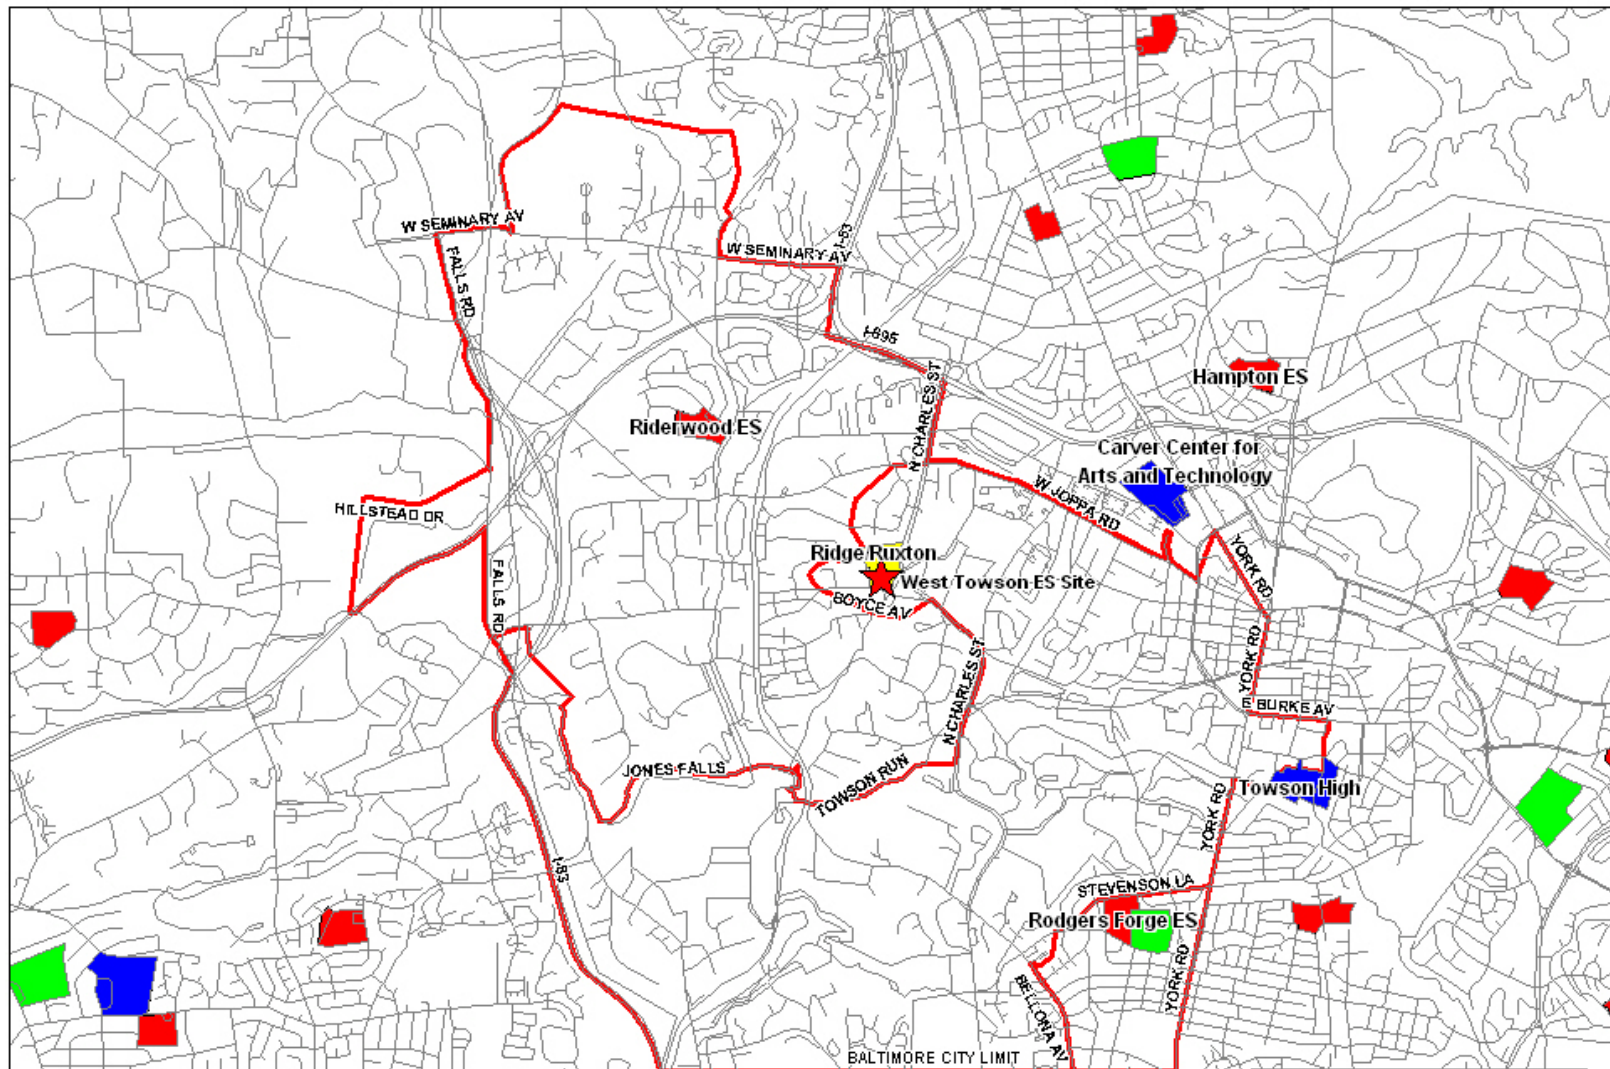 W SEMINARY AV
FALLS RD
W SEMINARY AV
I-83
I-695
N CHARLES ST
Hampton ES
Riderwood ES
Carver Center for
Arts and Technology
W JOPPA RD
HILLSTEAD DR
FALLS RD
Ridge Ruxton
West Towson ES Site
BOYCE AV
YORK RD
YORK RD
N CHARLES ST
E BURKE AV
JONES FALLS
TOWSON RUN
Towson High
YORK RD
I-83
STEVENSON LA
Rodgers Forge ES
YORK RD
BELLONA AV
BALTIMORE CITY LIMIT